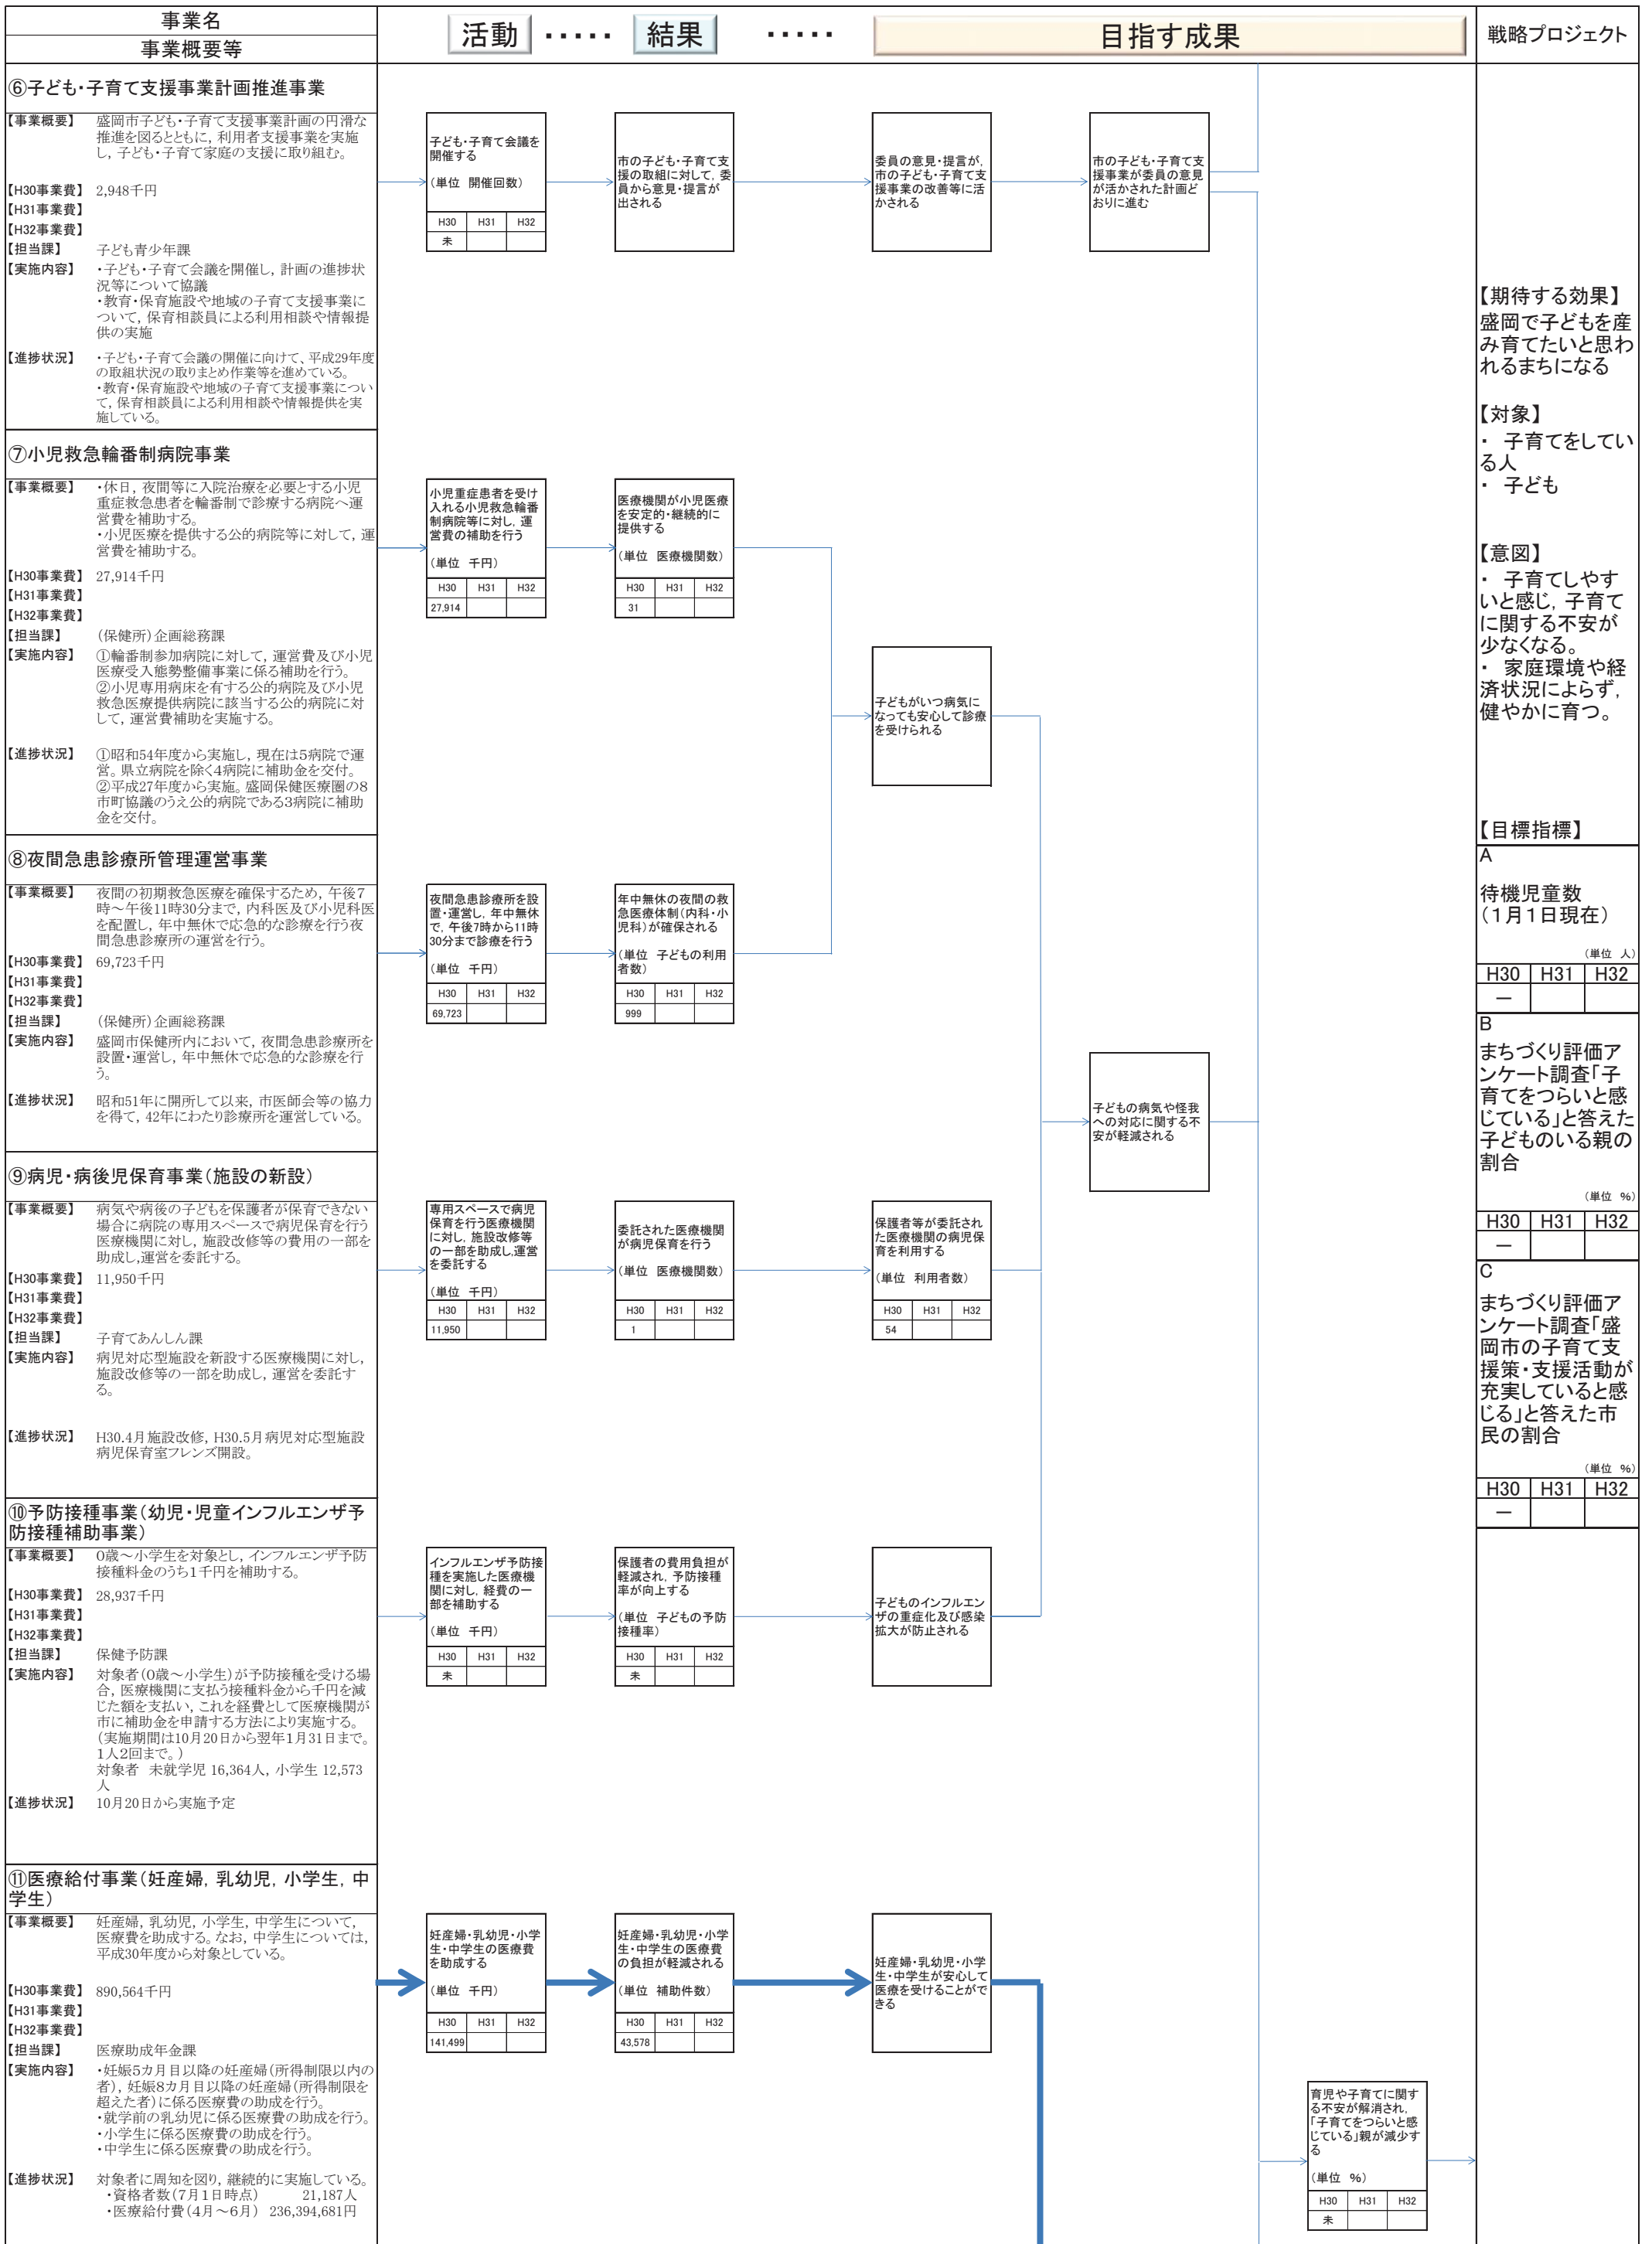 事業名
事業概要等
活動 ・・・・・ 結果 ・・・・・ 目指す成果
戦略プロジェクト
⑥子ども・子育て支援事業計画推進事業
【事業概要】 盛岡市子ども・子育て支援事業計画の円滑な
推進を図るとともに，利用者支援事業を実施
し，子ども・子育て家庭の支援に取り組む。
【H30事業費】 2,948千円
【H31事業費】
【H32事業費】
【担当課】 子ども青少年課
【実施内容】 ・子ども・子育て会議を開催し，計画の進捗状
況等について協議
・教育・保育施設や地域の子育て支援事業に
ついて，保育相談員による利用相談や情報提
供の実施
【進捗状況】 ・子ども・子育て会議の開催に向けて、平成29年度
の取組状況の取りまとめ作業等を進めている。
・教育・保育施設や地域の子育て支援事業につい
て，保育相談員による利用相談や情報提供を実
施している。
子ども・子育て会議を
開催する
（単位 開催回数）
H30 H31 H32
未
市の子ども・子育て支
援の取組に対して，委
員から意見・提言が
出される
委員の意見・提言が，
市の子ども・子育て支
援事業の改善等に活
かされる
市の子ども・子育て支
援事業が委員の意見
が活かされた計画ど
おりに進む
⑦小児救急輪番制病院事業
【事業概要】 ・休日，夜間等に入院治療を必要とする小児
重症救急患者を輪番制で診療する病院へ運
営費を補助する。
・小児医療を提供する公的病院等に対して，運
営費を補助する。
【H30事業費】 27,914千円
【H31事業費】
【H32事業費】
【担当課】 （保健所）企画総務課
【実施内容】 ①輪番制参加病院に対して，運営費及び小児
医療受入態勢整備事業に係る補助を行う。
②小児専用病床を有する公的病院及び小児
救急医療提供病院に該当する公的病院に対
して，運営費補助を実施する。
【進捗状況】 ①昭和54年度から実施し，現在は5病院で運
営。県立病院を除く4病院に補助金を交付。
②平成27年度から実施。盛岡保健医療圏の8
市町協議のうえ公的病院である3病院に補助
金を交付。
小児重症患者を受け
入れる小児救急輪番
制病院等に対し，運
営費の補助を行う
（単位 千円）
H30 H31 H32
27,914
医療機関が小児医療
を安定的・継続的に
提供する
（単位 医療機関数）
H30 H31 H32
31
子どもがいつ病気に
なっても安心して診療
を受けられる
⑧夜間急患診療所管理運営事業
【事業概要】 夜間の初期救急医療を確保するため，午後7
時～午後11時30分まで，内科医及び小児科医
を配置し，年中無休で応急的な診療を行う夜
間急患診療所の運営を行う。
【H30事業費】 69,723千円
【H31事業費】
【H32事業費】
【担当課】 （保健所）企画総務課
【実施内容】 盛岡市保健所内において，夜間急患診療所を
設置・運営し，年中無休で応急的な診療を行
う。
【進捗状況】 昭和51年に開所して以来，市医師会等の協力
を得て，42年にわたり診療所を運営している。
夜間急患診療所を設
置・運営し，年中無休
で，午後7時から11時
30分まで診療を行う
（単位 千円）
H30 H31 H32
69,723
年中無休の夜間の救
急医療体制（内科・小
児科）が確保される
（単位 子どもの利用
者数）
H30 H31 H32
999
子どもの病気や怪我
への対応に関する不
安が軽減される
⑨病児・病後児保育事業（施設の新設）
【事業概要】 病気や病後の子どもを保護者が保育できない
場合に病院の専用スペースで病児保育を行う
医療機関に対し，施設改修等の費用の一部を
助成し,運営を委託する。
【H30事業費】 11,950千円
【H31事業費】
【H32事業費】
【担当課】 子育てあんしん課
【実施内容】 病児対応型施設を新設する医療機関に対し，
施設改修等の一部を助成し，運営を委託す
る。
【進捗状況】 H30.4月施設改修，H30.5月病児対応型施設
病児保育室フレンズ開設。
専用スペースで病児
保育を行う医療機関
に対し，施設改修等
の一部を助成し,運営
を委託する
（単位 千円）
H30 H31 H32
11,950
委託された医療機関
が病児保育を行う
（単位 医療機関数）
H30 H31 H32
1
保護者等が委託され
た医療機関の病児保
育を利用する
（単位 利用者数）
H30 H31 H32
54
⑩予防接種事業（幼児・児童インフルエンザ予
防接種補助事業）
【事業概要】 0歳～小学生を対象とし，インフルエンザ予防
接種料金のうち1千円を補助する。
【H30事業費】 28,937千円
【H31事業費】
【H32事業費】
【担当課】 保健予防課
【実施内容】 対象者（0歳～小学生）が予防接種を受ける場
合，医療機関に支払う接種料金から千円を減
じた額を支払い，これを経費として医療機関が
市に補助金を申請する方法により実施する。
（実施期間は10月20日から翌年1月31日まで。
1人2回まで。）
対象者 未就学児 16,364人，小学生 12,573
人
【進捗状況】 10月20日から実施予定
インフルエンザ予防接
種を実施した医療機
関に対し，経費の一
部を補助する
（単位 千円）
H30 H31 H32
未
保護者の費用負担が
軽減され，予防接種
率が向上する
（単位 子どもの予防
接種率）
H30 H31 H32
未
子どものインフルエン
ザの重症化及び感染
拡大が防止される
⑪医療給付事業（妊産婦，乳幼児，小学生，中
学生）
【事業概要】 妊産婦，乳幼児，小学生，中学生について，
医療費を助成する。なお，中学生については，
平成30年度から対象としている。
【H30事業費】 890,564千円
【H31事業費】
【H32事業費】
【担当課】 医療助成年金課
【実施内容】 ・妊娠5カ月目以降の妊産婦（所得制限以内の
者），妊娠8カ月目以降の妊産婦（所得制限を
超えた者）に係る医療費の助成を行う。
・就学前の乳幼児に係る医療費の助成を行う。
・小学生に係る医療費の助成を行う。
・中学生に係る医療費の助成を行う。
【進捗状況】 対象者に周知を図り，継続的に実施している。
・資格者数（7月1日時点） 21,187人
・医療給付費（4月～6月） 236,394,681円
妊産婦・乳幼児・小学
生・中学生の医療費
を助成する
（単位 千円）
H30 H31 H32
141,499
妊産婦・乳幼児・小学
生・中学生の医療費
の負担が軽減される
（単位 補助件数）
H30 H31 H32
43,578
妊産婦・乳幼児・小学
生・中学生が安心して
医療を受けることがで
きる
育児や子育てに関す
る不安が解消され，
「子育てをつらいと感
じている」親が減少す
る
（単位 %）
H30 H31 H32
未
【期待する効果】
盛岡で子どもを産
み育てたいと思わ
れるまちになる
【対象】
・ 子育てをしてい
る人
・ 子ども
【意図】
・ 子育てしやす
いと感じ，子育て
に関する不安が
少なくなる。
・ 家庭環境や経
済状況によらず，
健やかに育つ。
【目標指標】
A
待機児童数
（1月1日現在）
（単位 人）
H30 H31 H32
―
B
まちづくり評価ア
ンケート調査「子
育てをつらいと感
じている」と答えた
子どものいる親の
割合
（単位 %）
H30 H31 H32
―
C
まちづくり評価ア
ンケート調査「盛
岡市の子育て支
援策・支援活動が
充実していると感
じる」と答えた市
民の割合
（単位 %）
H30 H31 H32
―